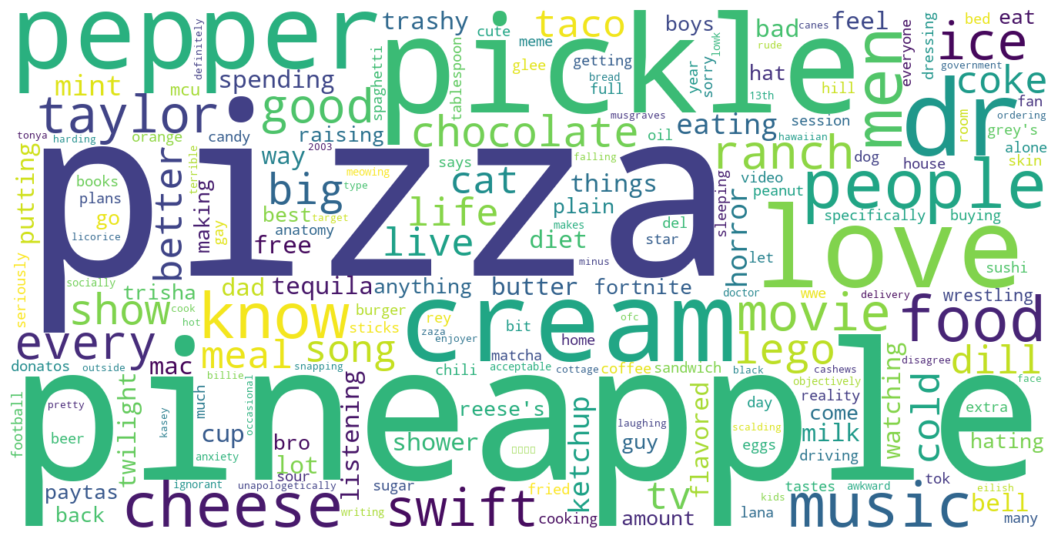 pepper pickle dr
pizza
pineapple
love
cream
people
food
music
cheese swift
taylor
good
big
know
show
every
song
meal
movie
lego
men
ice
coke
ranch
chocolate
taco
mint
spending
raising
trashy
cute
meme
glee
getting
bread
full
boys
year
sorry
lowk
bad
hat
canes
rude
13th
hill
feel
everyone
dressing
eat
bed
government
fan
ordering
room
grey's
alone
skin
definitely
mcu
tonya
harding
orange
candy
terrible
2003
spaghetti
tablespoon
musgraves
oil
eating
session
hawaiian
dog
house
putting
books
plans
go
licorice
better
making
gay
way
best
anatomy
free
meowing
type
target
says
falling
cat
life
live
things
plain
diet
makes
del
star
minus
sleeping
video
peanut
horror
let
specifically
buying
doctor
sushi
seriously
socially
cook
hot
trisha
dad
tequila
anything
butter
fortnite
burger
sticks
rey
zaza
enjoyer
ofc
bit
home
wwe
delivery
wrestling
donatos
outside
mac
snapping
chili
matcha
acceptable
cottage
coffee
sandwich
black
cashews
disagree
dill
face
football
pretty
beer
twilight
billie
kasey
much
occasional
cup
anxiety
bro
lot
sour
listening
reese's
shower
ketchup
laughing
guy
flavored
day
eggs
scalding
objectively
reality
come
milk
driving
watching
cold
extra
hating
paytas
back
ignorant
unapologetically
writing
sugar
fried
cooking
tv
amount
lana
kids
tastes
awkward
tok
eilish
bell
many